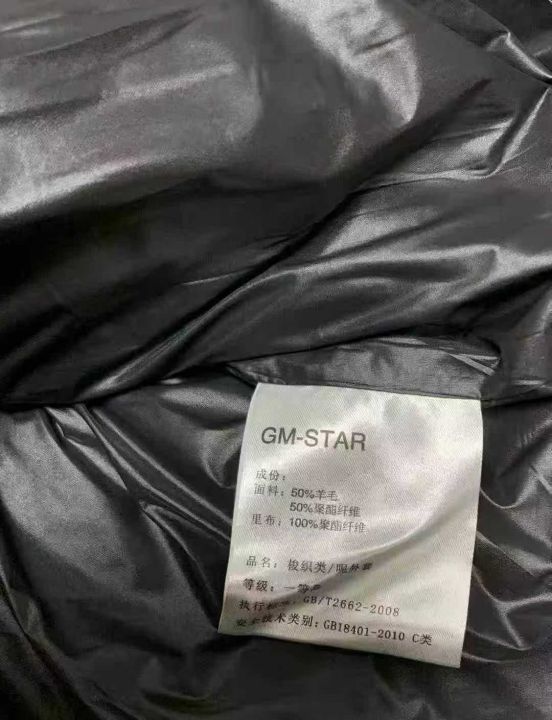 GM-STAR
成份:
面料: 50%羊毛
50%聚酯纤维
里布: 100%聚酯纤维
品名: 梭织类/服外套
等级: 一等品
执行标准: GB/T2662-2008
安全技术类别: GB18401-2010 C类